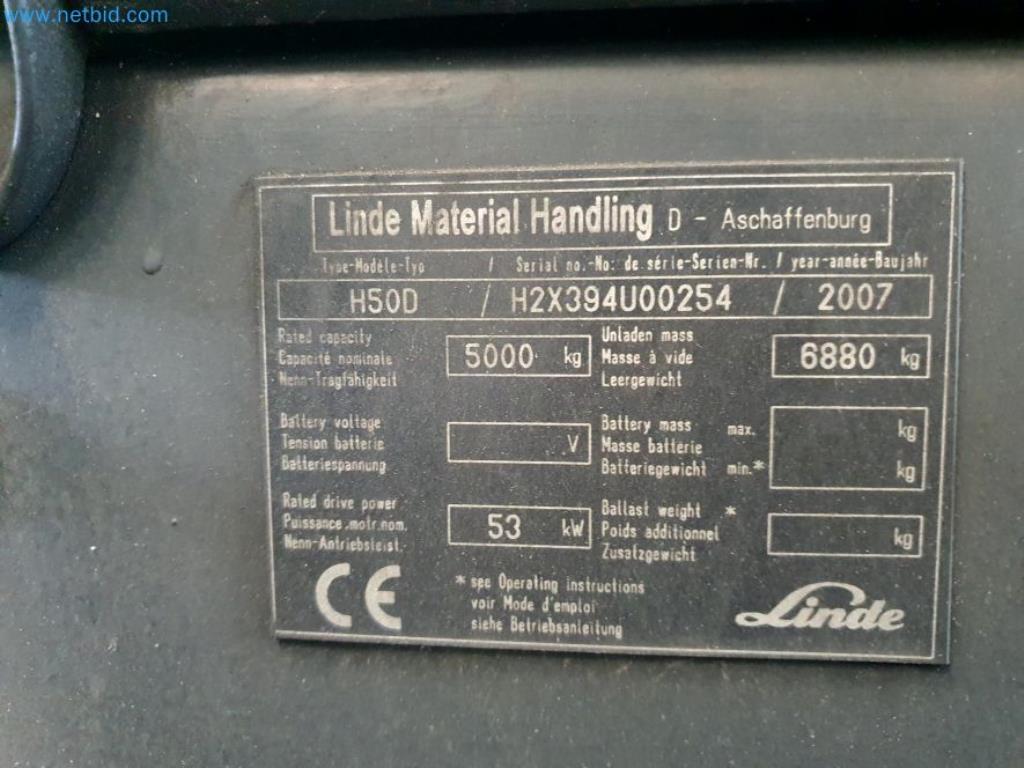 www.netbid.com
Linde Material Handling D - Aschaffenburg
Type-Modèle-Typ / Serial no.-No: de série-Serien-Nr. / year-année-Baujahr
H50D / H2X394U00254 / 2007
Rated capacity
Capacité nominale
Nenn-Tragfähigkeit
5000 kg
Unladen mass
Masse à vide
Leergewicht
6880 kg
Battery voltage
Tension batterie
Batteriespannung
V
Battery mass max. kg
Masse batterie
Batteriegewicht min.* kg
Rated drive power
Puissance.motr.nom.
Nenn-Antriebsleist.
53 kW
Ballast weight *
Poids additionnel
Zusatzgewicht
kg
CE
* see Operating instructions
voir Mode d'emploi
siehe Betriebsanleitung
Linde